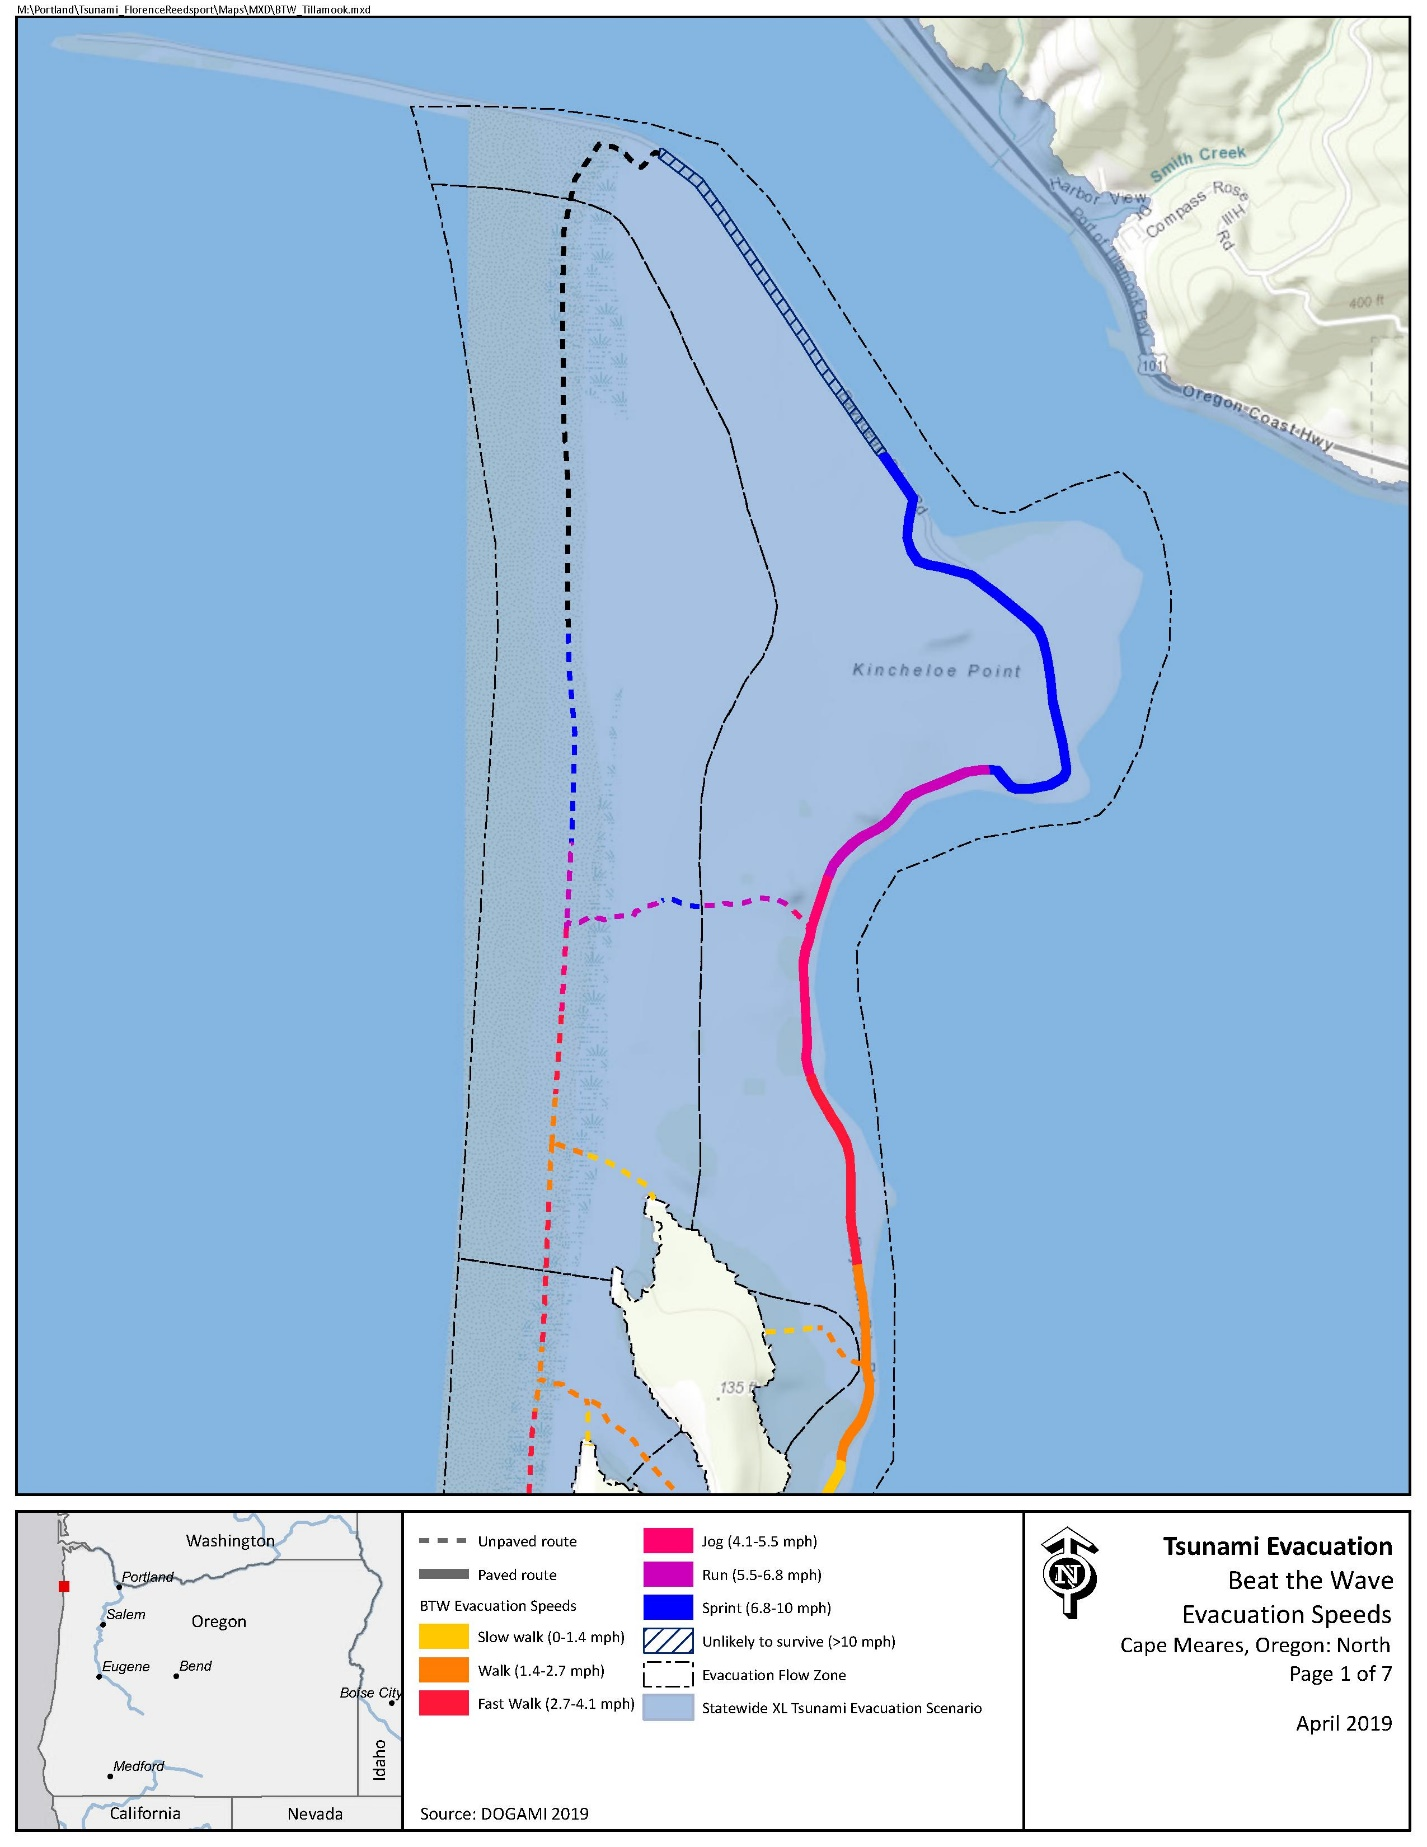 M:\Portland\Tsunami_FlorenceReedsport\Maps\MXD\BTW_Tillamook.mxd
Smith Creek
Harbor View
Rd
Compass Rose
Hill
Rd
Port of Tillamook Bay
400 ft
101
Oregon Coast Hwy
Rd
Kincheloe Point
135 ft
Washington
Portland
Salem
Oregon
Eugene
Bend
Boise City
Medford
Idaho
California
Nevada
Unpaved route
Paved route
BTW Evacuation Speeds
Slow walk (0-1.4 mph)
Walk (1.4-2.7 mph)
Fast Walk (2.7-4.1 mph)
Jog (4.1-5.5 mph)
Run (5.5-6.8 mph)
Sprint (6.8-10 mph)
Unlikely to survive (>10 mph)
Evacuation Flow Zone
Statewide XL Tsunami Evacuation Scenario
Source: DOGAMI 2019
N
Tsunami Evacuation
Beat the Wave
Evacuation Speeds
Cape Meares, Oregon: North
Page 1 of 7
April 2019